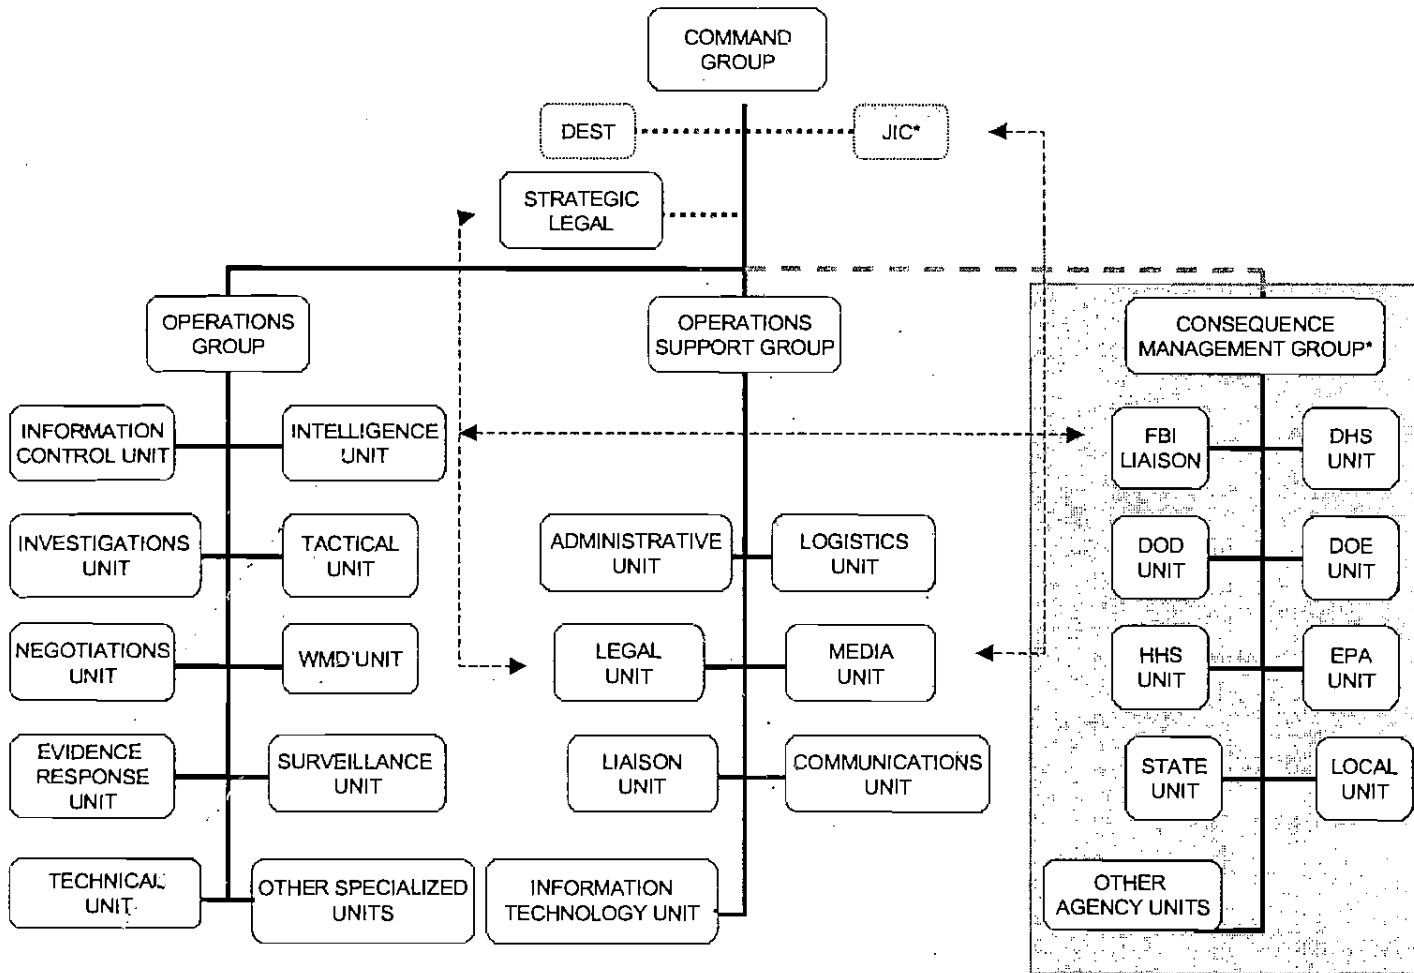 COMMAND
GROUP
DEST
JIC*
STRATEGIC
LEGAL
OPERATIONS
GROUP
OPERATIONS
SUPPORT GROUP
CONSEQUENCE
MANAGEMENT GROUP*
INFORMATION
CONTROL UNIT
INTELLIGENCE
UNIT
FBI
LIAISON
DHS
UNIT
INVESTIGATIONS
UNIT
TACTICAL
UNIT
ADMINISTRATIVE
UNIT
LOGISTICS
UNIT
DOD
UNIT
DOE
UNIT
NEGOTIATIONS
UNIT
WMD UNIT
LEGAL
UNIT
MEDIA
UNIT
HHS
UNIT
EPA
UNIT
EVIDENCE
RESPONSE
UNIT
SURVEILLANCE
UNIT
LIAISON
UNIT
COMMUNICATIONS
UNIT
STATE
UNIT
LOCAL
UNIT
TECHNICAL
UNIT
OTHER SPECIALIZED
UNITS
INFORMATION
TECHNOLOGY UNIT
OTHER
AGENCY UNITS